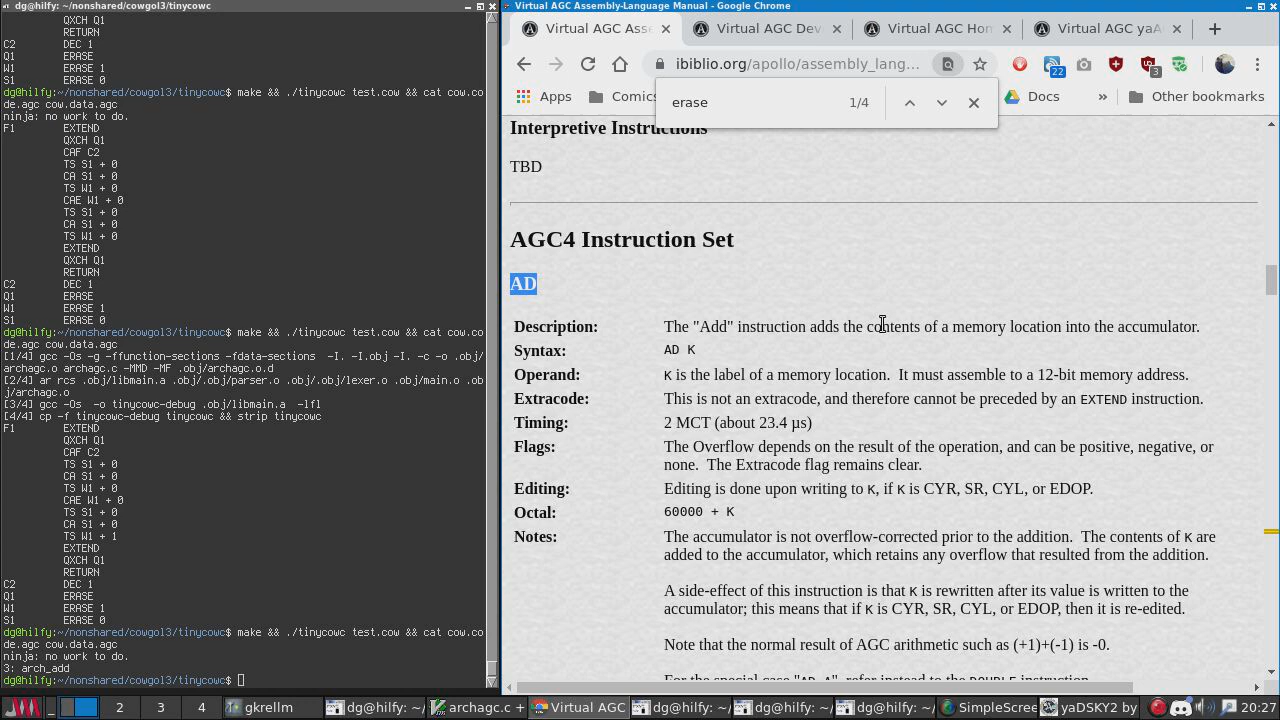 dg@hilfy: ~/nonshared/cowgol3/tinycowc
QXCH Q1
RETURN
C2 DEC 1
Q1 ERASE
W1 ERASE 1
S1 ERASE 0
dg@hilfy:~/nonshared/cowgol3/tinycowc$ make && ./tinycowc test.cow && cat cow.co
de.agc cow.data.agc
ninja: no work to do.
F1 EXTEND
QXCH Q1
CAF C2
TS S1 + 0
CA S1 + 0
TS W1 + 0
CAE W1 + 0
TS S1 + 0
CA S1 + 0
TS W1 + 0
EXTEND
QXCH Q1
RETURN
C2 DEC 1
Q1 ERASE
W1 ERASE 1
S1 ERASE 0
dg@hilfy:~/nonshared/cowgol3/tinycowc$ make && ./tinycowc test.cow && cat cow.co
de.agc cow.data.agc
[1/4] gcc -Os -g -ffunction-sections -fdata-sections -I. -I.obj -I. -c -o .obj/
archagc.o archagc.c -MMD -MF .obj/archagc.o.d
[2/4] ar rcs .obj/libmain.a .obj/.obj/parser.o .obj/.obj/lexer.o .obj/main.o .ob
j/archagc.o
[3/4] gcc -Os -o tinycowc-debug .obj/libmain.a -lfl
[4/4] cp -f tinycowc-debug tinycowc && strip tinycowc
F1 EXTEND
QXCH Q1
CAF C2
TS S1 + 0
CA S1 + 0
TS W1 + 0
CAE W1 + 0
TS S1 + 0
CA S1 + 0
TS W1 + 1
EXTEND
QXCH Q1
RETURN
C2 DEC 1
Q1 ERASE
W1 ERASE 1
S1 ERASE 0
dg@hilfy:~/nonshared/cowgol3/tinycowc$ make && ./tinycowc test.cow && cat cow.co
de.agc cow.data.agc
ninja: no work to do.
3: arch_add
dg@hilfy:~/nonshared/cowgol3/tinycowc$
Virtual AGC Assembly-Language Manual - Google Chrome
Virtual AGC Asse Virtual AGC Dev Virtual AGC Hon Virtual AGC yaA
ibiblio.org/apollo/assembly_lang... 22 3
Apps Comics Docs Other bookmarks
erase 1/4
Interpretive Instructions
TBD
AGC4 Instruction Set
AD
Description: The "Add" instruction adds the contents of a memory location into the accumulator.
Syntax: AD K
Operand: K is the label of a memory location. It must assemble to a 12-bit memory address.
Extracode: This is not an extracode, and therefore cannot be preceded by an EXTEND instruction.
Timing: 2 MCT (about 23.4 µs)
Flags: The Overflow depends on the result of the operation, and can be positive, negative, or
none. The Extracode flag remains clear.
Editing: Editing is done upon writing to K, if K is CYR, SR, CYL, or EDOP.
Octal: 60000 + K
Notes: The accumulator is not overflow-corrected prior to the addition. The contents of K are
added to the accumulator, which retains any overflow that resulted from the addition.
A side-effect of this instruction is that K is rewritten after its value is written to the
accumulator; this means that if K is CYR, SR, CYL, or EDOP, then it is re-edited.
Note that the normal result of AGC arithmetic such as (+1)+(-1) is -0.
For the special case "AD A", refer instead to the DOUBLE instruction.
2 3 4 gkrellm dg@hilfy: ~ archagc.c + Virtual AGC dg@hilfy: ~/ dg@hilfy: ~/ dg@hilfy: ~/ SimpleScree yaDSKY2 by 20:27